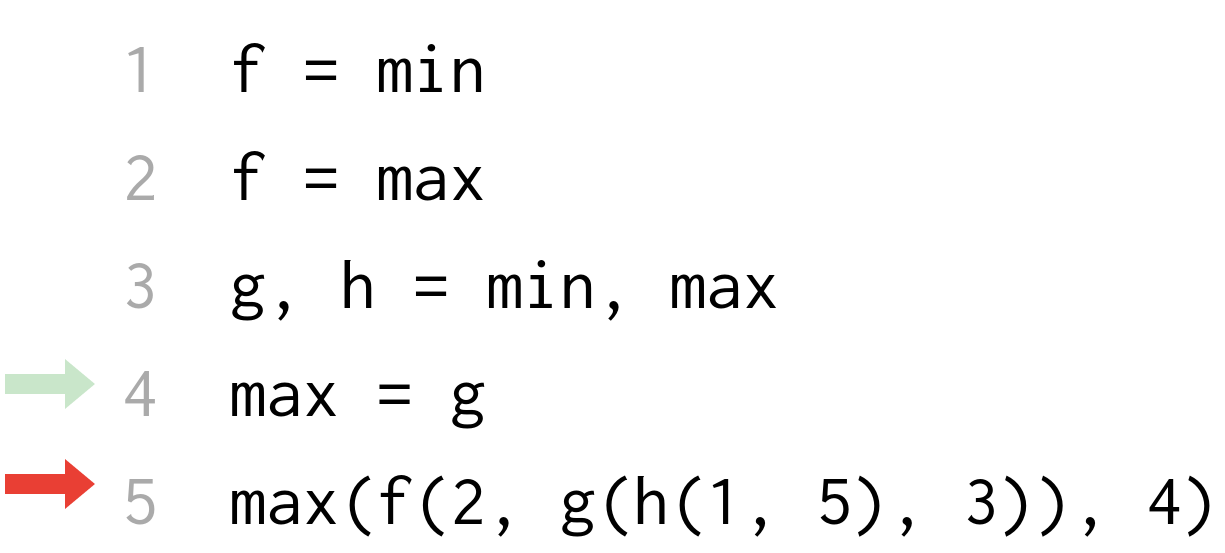 1 f = min
2 f = max
3 g, h = min, max
4 max = g
5 max(f(2, g(h(1, 5), 3)), 4)